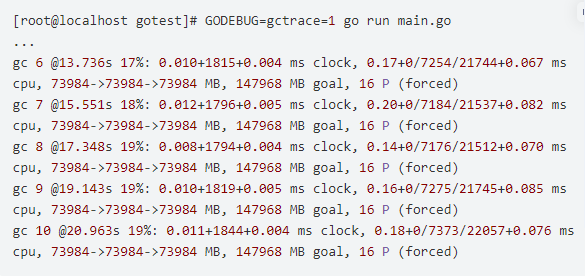 [root@localhost gotest]# GODEBUG=gctrace=1 go run main.go
...
gc 6 @13.736s 17%: 0.010+1815+0.004 ms clock, 0.17+0/7254/21744+0.067 ms
cpu, 73984->73984->73984 MB, 147968 MB goal, 16 P (forced)
gc 7 @15.551s 18%: 0.012+1796+0.005 ms clock, 0.20+0/7184/21537+0.082 ms
cpu, 73984->73984->73984 MB, 147968 MB goal, 16 P (forced)
gc 8 @17.348s 19%: 0.008+1794+0.004 ms clock, 0.14+0/7176/21512+0.070 ms
cpu, 73984->73984->73984 MB, 147968 MB goal, 16 P (forced)
gc 9 @19.143s 19%: 0.010+1819+0.005 ms clock, 0.16+0/7275/21745+0.085 ms
cpu, 73984->73984->73984 MB, 147968 MB goal, 16 P (forced)
gc 10 @20.963s 19%: 0.011+1844+0.004 ms clock, 0.18+0/7373/22057+0.076 ms
cpu, 73984->73984->73984 MB, 147968 MB goal, 16 P (forced)